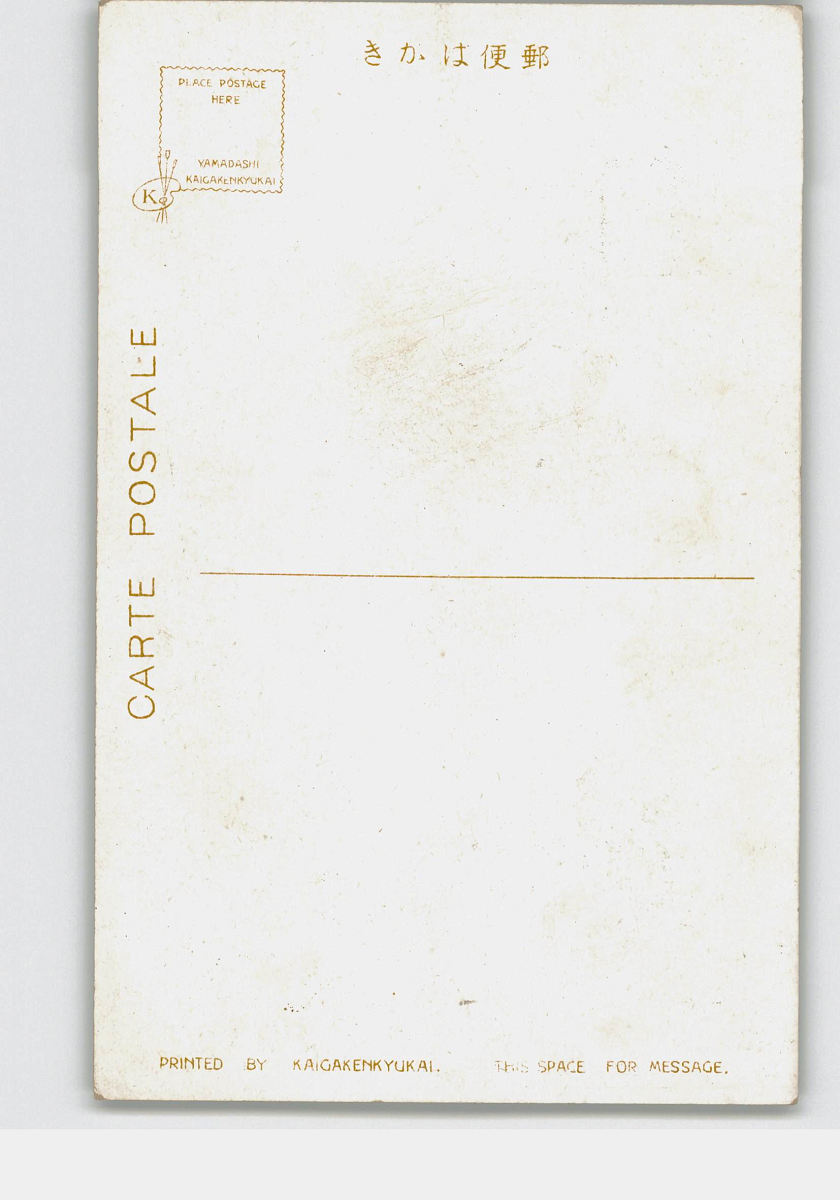 きかは便郵
PLACE POSTAGE
HERE
YAMADASHI
KAIGAKENKYUKAI
K
CARTE POSTALE
PRINTED BY KAIGAKENKYUKAI.
THIS SPACE FOR MESSAGE.